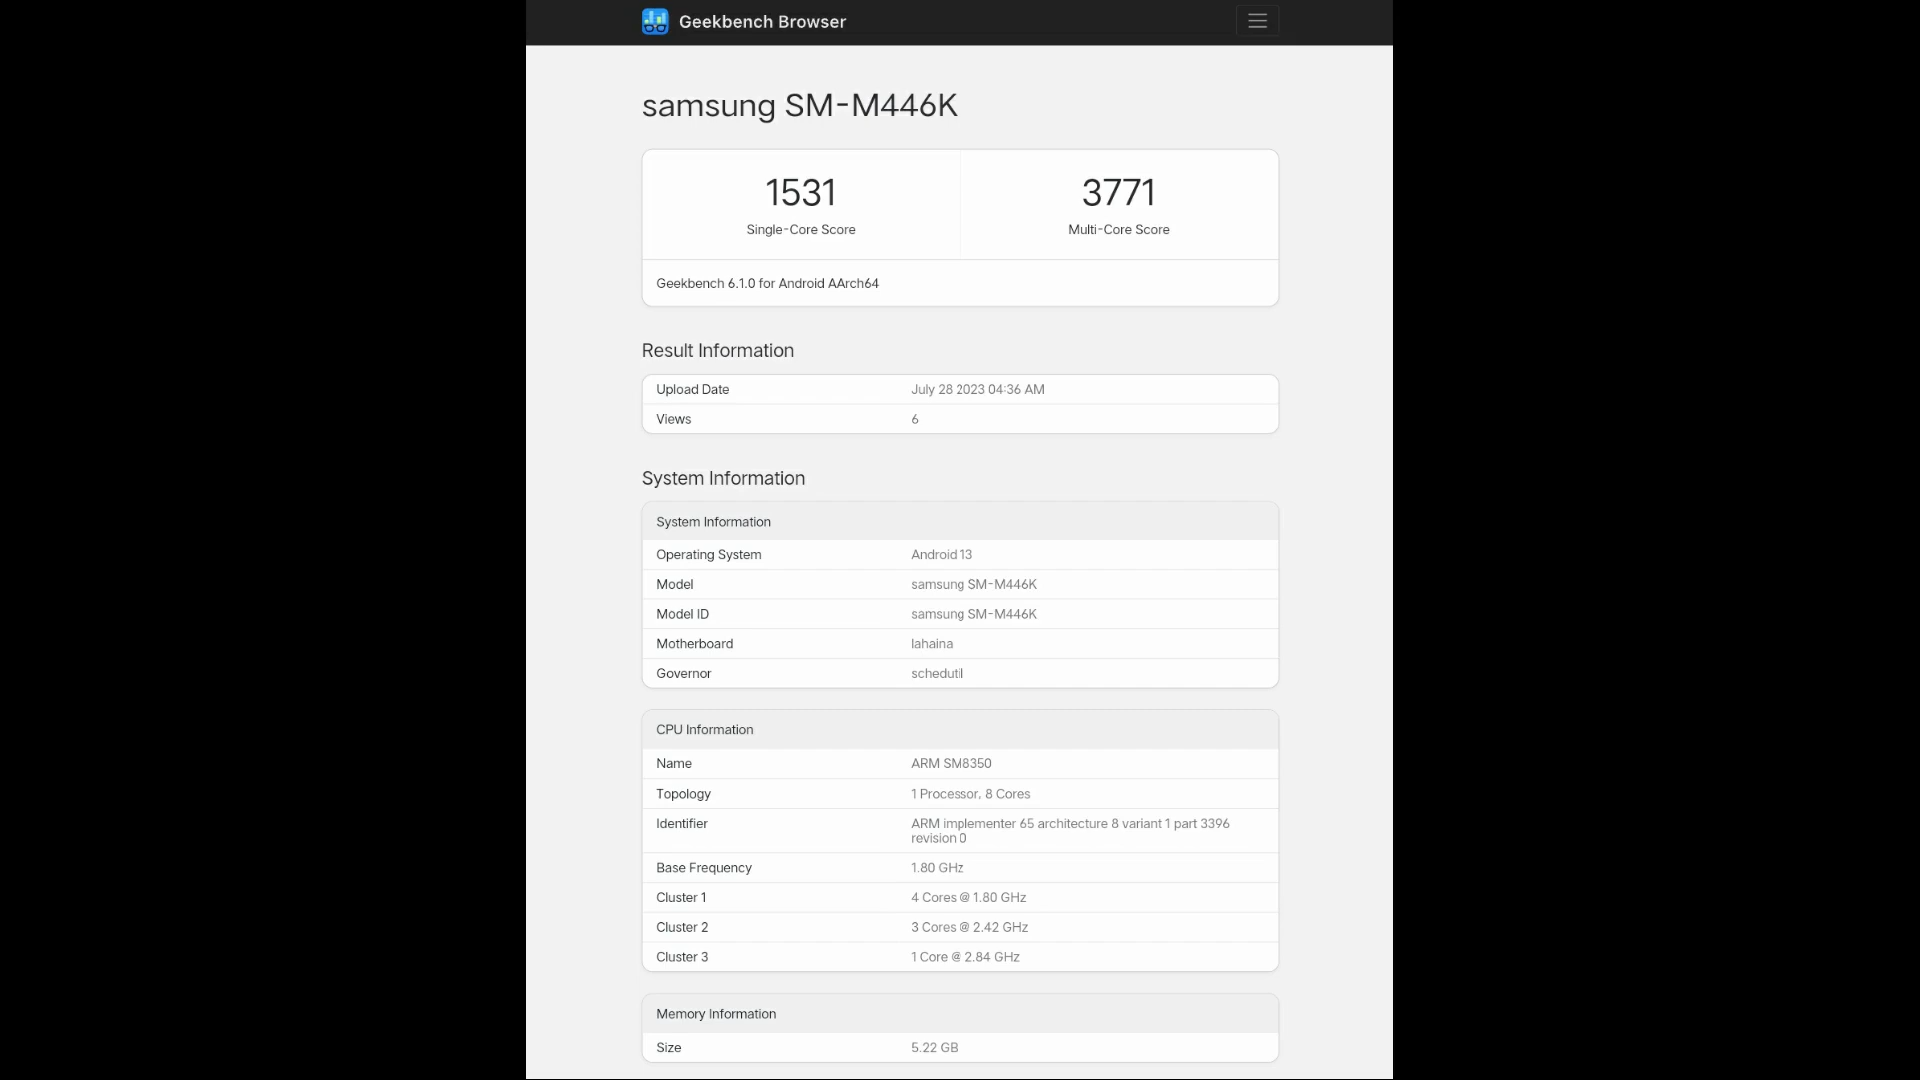 Geekbench Browser
samsung SM-M446K
1531
Single-Core Score
3771
Multi-Core Score
Geekbench 6.1.0 for Android AArch64
Result Information
Upload Date July 28 2023 04:36 AM
Views 6
System Information
System Information
Operating System Android 13
Model samsung SM-M446K
Model ID samsung SM-M446K
Motherboard lahaina
Governor schedutil
CPU Information
Name ARM SM8350
Topology 1 Processor, 8 Cores
Identifier ARM implementer 65 architecture 8 variant 1 part 3396
revision 0
Base Frequency 1.80 GHz
Cluster 1 4 Cores @ 1.80 GHz
Cluster 2 3 Cores @ 2.42 GHz
Cluster 3 1 Core @ 2.84 GHz
Memory Information
Size 5.22 GB